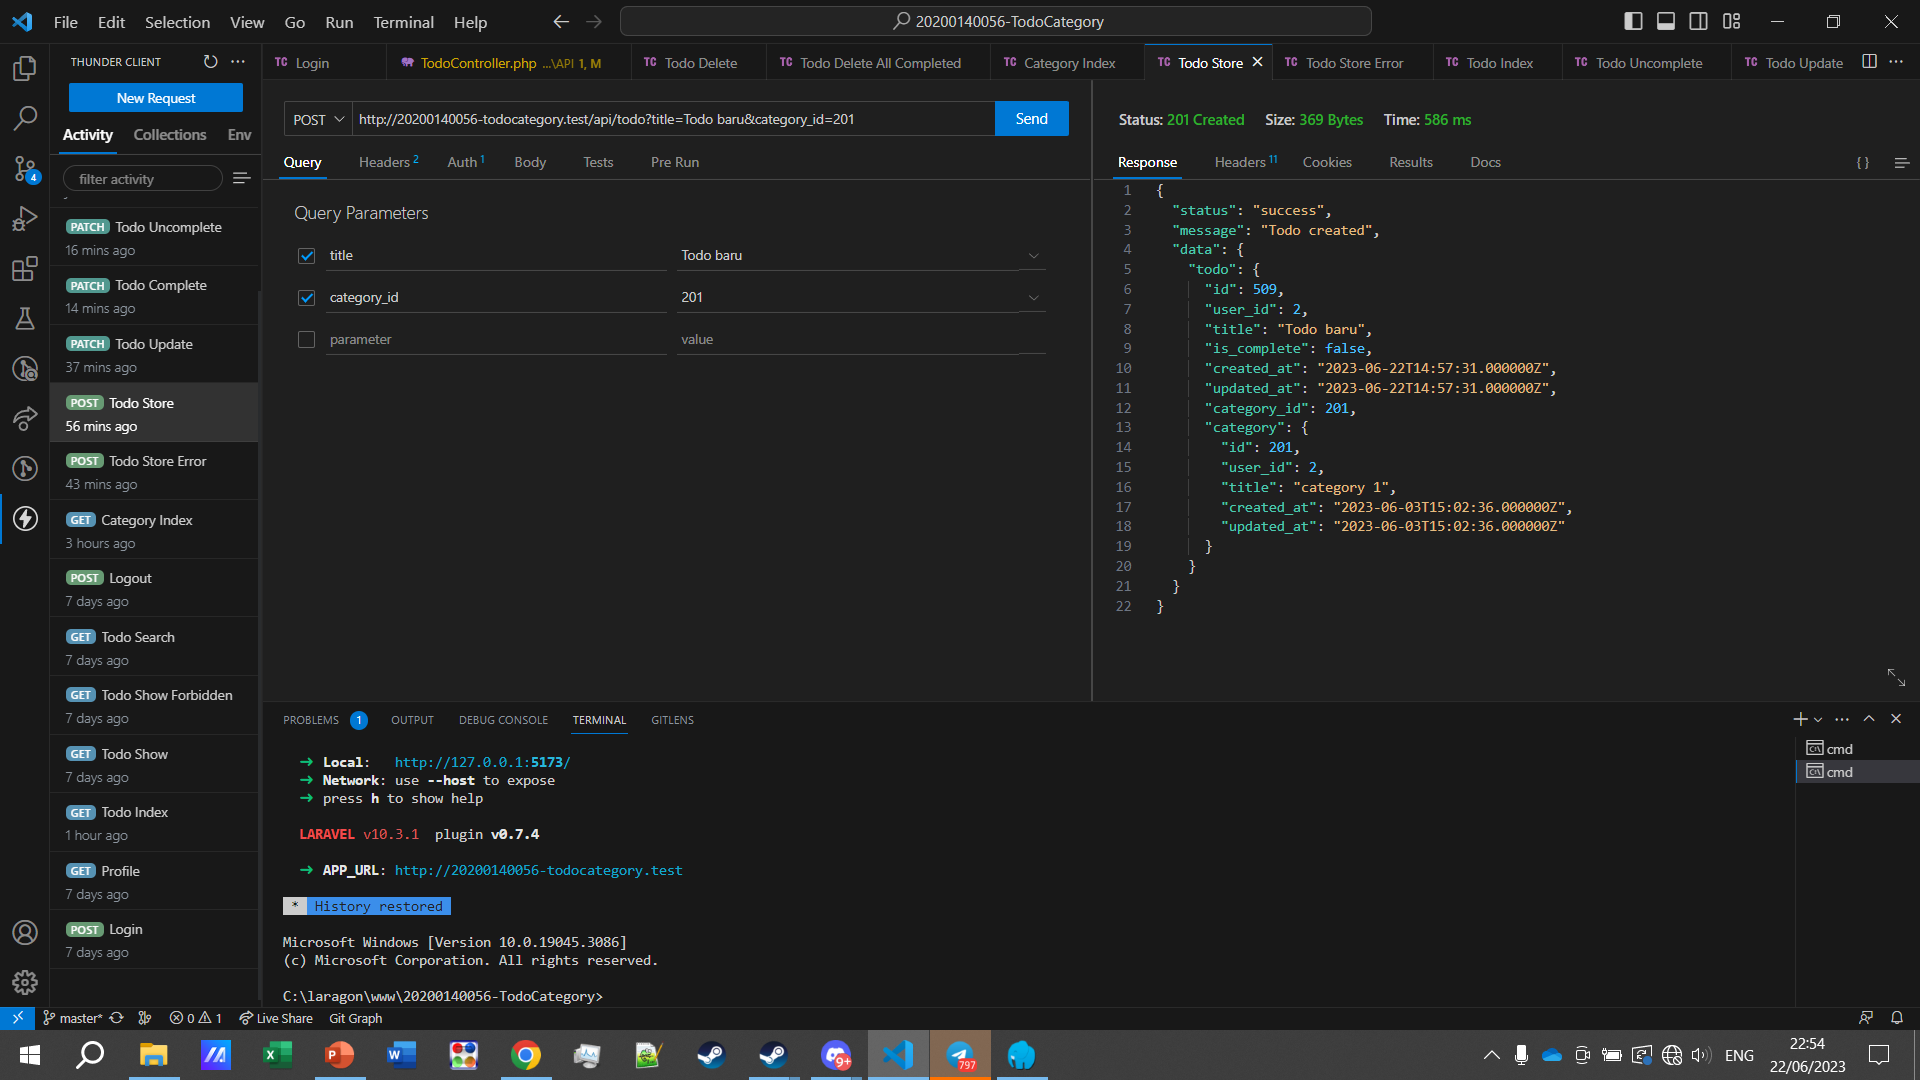 File Edit Selection View Go Run Terminal Help
20200140056-TodoCategory
THUNDER CLIENT
New Request
Activity Collections Env
filter activity
PATCH Todo Uncomplete
16 mins ago
PATCH Todo Complete
14 mins ago
PATCH Todo Update
37 mins ago
POST Todo Store
56 mins ago
POST Todo Store Error
43 mins ago
GET Category Index
3 hours ago
POST Logout
7 days ago
GET Todo Search
7 days ago
GET Todo Show Forbidden
7 days ago
GET Todo Show
7 days ago
GET Todo Index
1 hour ago
GET Profile
7 days ago
POST Login
7 days ago
4
TC Login
TodoController.php ...\API 1, M
TC Todo Delete
TC Todo Delete All Completed
TC Category Index
TC Todo Store
TC Todo Store Error
TC Todo Index
TC Todo Uncomplete
TC Todo Update
POST http://20200140056-todocategory.test/api/todo?title=Todo baru&category_id=201 Send
Query Headers 2 Auth 1 Body Tests Pre Run
Query Parameters
title Todo baru
category_id 201
parameter value
Status: 201 Created Size: 369 Bytes Time: 586 ms
Response Headers 11 Cookies Results Docs {}
1 {
2 "status": "success",
3 "message": "Todo created",
4 "data": {
5 "todo": {
6 "id": 509,
7 "user_id": 2,
8 "title": "Todo baru",
9 "is_complete": false,
10 "created_at": "2023-06-22T14:57:31.000000Z",
11 "updated_at": "2023-06-22T14:57:31.000000Z",
12 "category_id": 201,
13 "category": {
14 "id": 201,
15 "user_id": 2,
16 "title": "category 1",
17 "created_at": "2023-06-03T15:02:36.000000Z",
18 "updated_at": "2023-06-03T15:02:36.000000Z"
19 }
20 }
21 }
22 }
PROBLEMS 1 OUTPUT DEBUG CONSOLE TERMINAL GITLENS
➜ Local: http://127.0.0.1:5173/
➜ Network: use --host to expose
➜ press h to show help
LARAVEL v10.3.1 plugin v0.7.4
➜ APP_URL: http://20200140056-todocategory.test
* History restored
Microsoft Windows [Version 10.0.19045.3086]
(c) Microsoft Corporation. All rights reserved.
C:\laragon\www\20200140056-TodoCategory>
cmd
cmd
master* 0 1 Live Share Git Graph
9+
797
ENG
22:54
22/06/2023